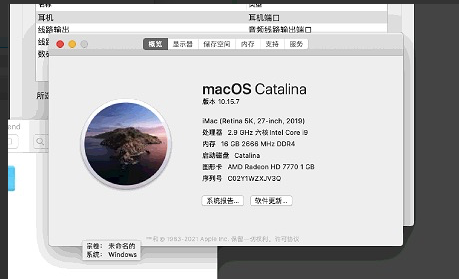 名称
类型
耳机
耳机端口
线路输出
音频线路输出端口
概览
显示器
储存空间
内存
支持
服务
macOS Catalina
版本 10.15.7
iMac (Retina 5K, 27-inch, 2019)
处理器 2.9 GHz 六核Intel Core i9
内存 16 GB 2666 MHz DDR4
启动磁盘 Catalina
图形卡 AMD Radeon HD 7770 1 GB
序列号 C02Y1WZXJV3Q
系统报告...
软件更新...
™和 © 1983-2021 Apple Inc. 保留一切权利。许可协议
宗卷: 未命名的
系统: Windows